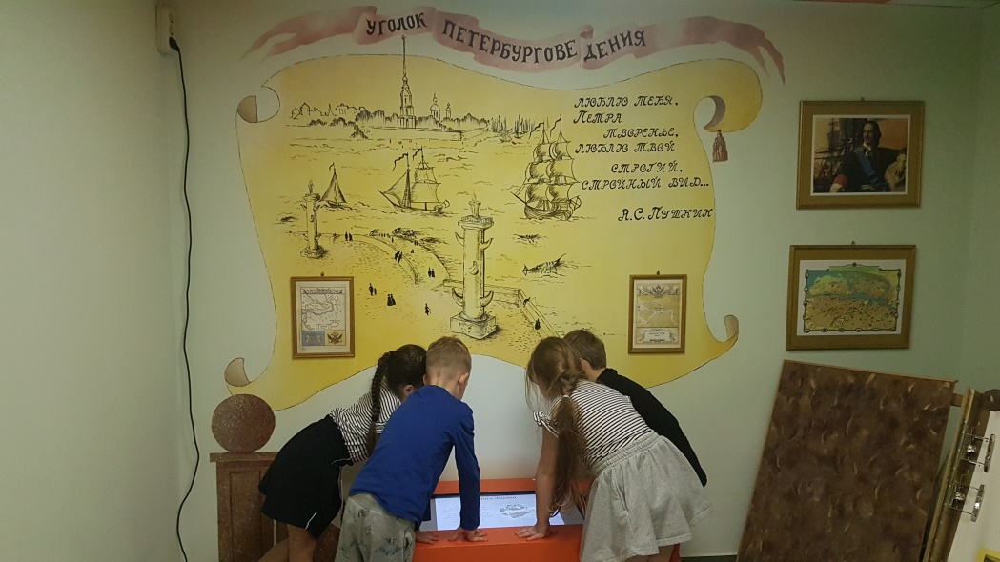 УГОЛОК ПЕТЕРБУРГОВЕДЕНИЯ
ЛЮБЛЮ ТЕБЯ,
ПЕТРА
ТВОРЕНЬЕ,
ЛЮБЛЮ ТВОЙ
СТРОГИЙ,
СТРОЙНЫЙ ВИД...
А.С. ПУШКИН